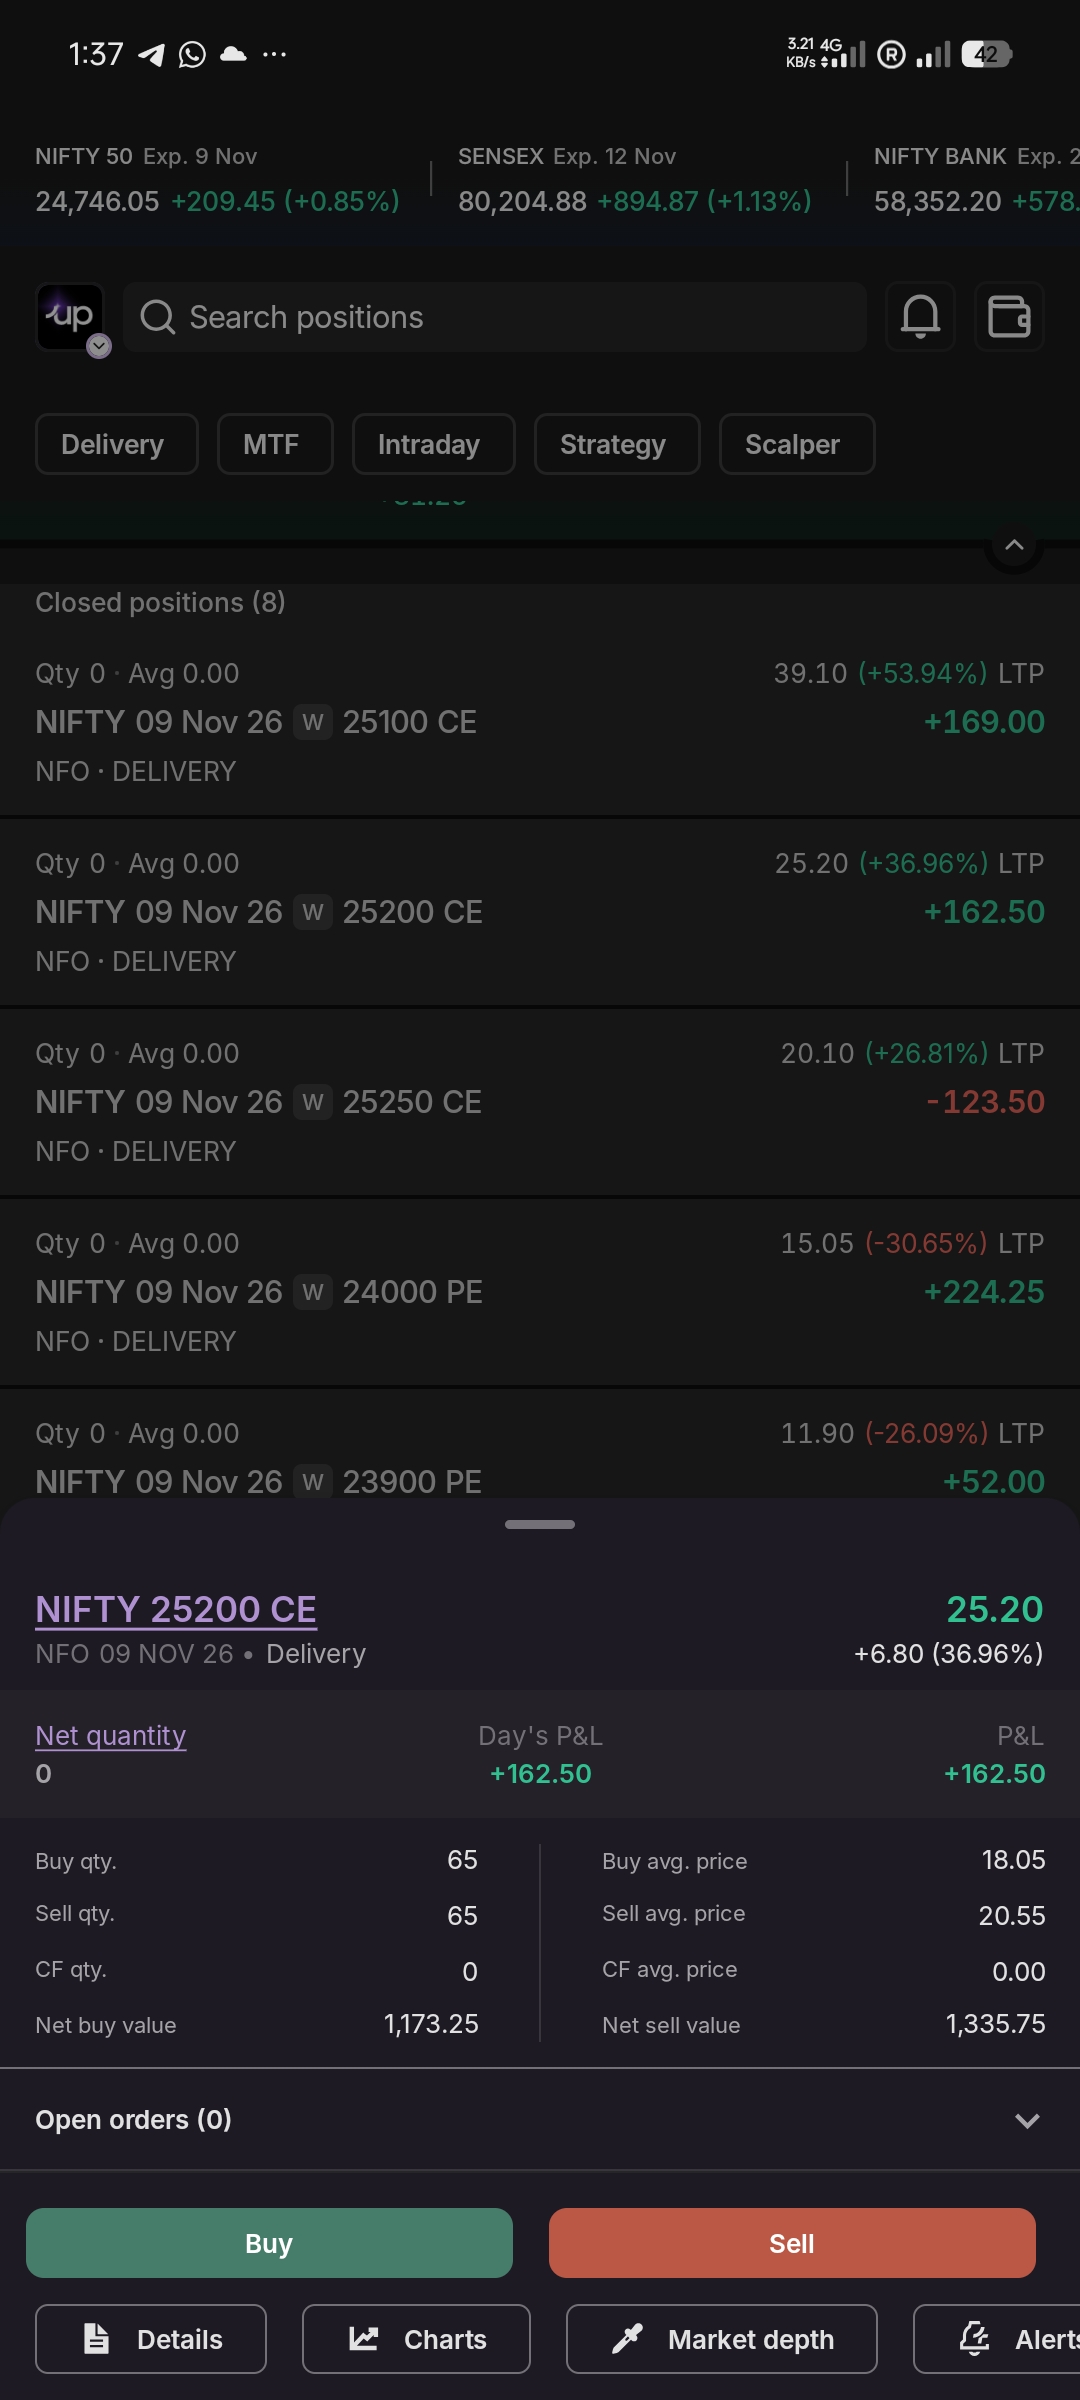 1:37 ... 3.21 KB/s 4G R 42
NIFTY 50 Exp. 9 Nov
24,746.05 +209.45 (+0.85%)
SENSEX Exp. 12 Nov
80,204.88 +894.87 (+1.13%)
NIFTY BANK Exp. 2
58,352.20 +578.
up
Search positions
Delivery
MTF
Intraday
Strategy
Scalper
Closed positions (8)
Qty 0 · Avg 0.00 39.10 (+53.94%) LTP
NIFTY 09 Nov 26 W 25100 CE +169.00
NFO · DELIVERY
Qty 0 · Avg 0.00 25.20 (+36.96%) LTP
NIFTY 09 Nov 26 W 25200 CE +162.50
NFO · DELIVERY
Qty 0 · Avg 0.00 20.10 (+26.81%) LTP
NIFTY 09 Nov 26 W 25250 CE -123.50
NFO · DELIVERY
Qty 0 · Avg 0.00 15.05 (-30.65%) LTP
NIFTY 09 Nov 26 W 24000 PE +224.25
NFO · DELIVERY
Qty 0 · Avg 0.00 11.90 (-26.09%) LTP
NIFTY 09 Nov 26 W 23900 PE +52.00
NIFTY 25200 CE 25.20
NFO 09 NOV 26 • Delivery +6.80 (36.96%)
Net quantity Day's P&L P&L
0 +162.50 +162.50
Buy qty. 65 Buy avg. price 18.05
Sell qty. 65 Sell avg. price 20.55
CF qty. 0 CF avg. price 0.00
Net buy value 1,173.25 Net sell value 1,335.75
Open orders (0)
Buy
Sell
Details
Charts
Market depth
Alerts